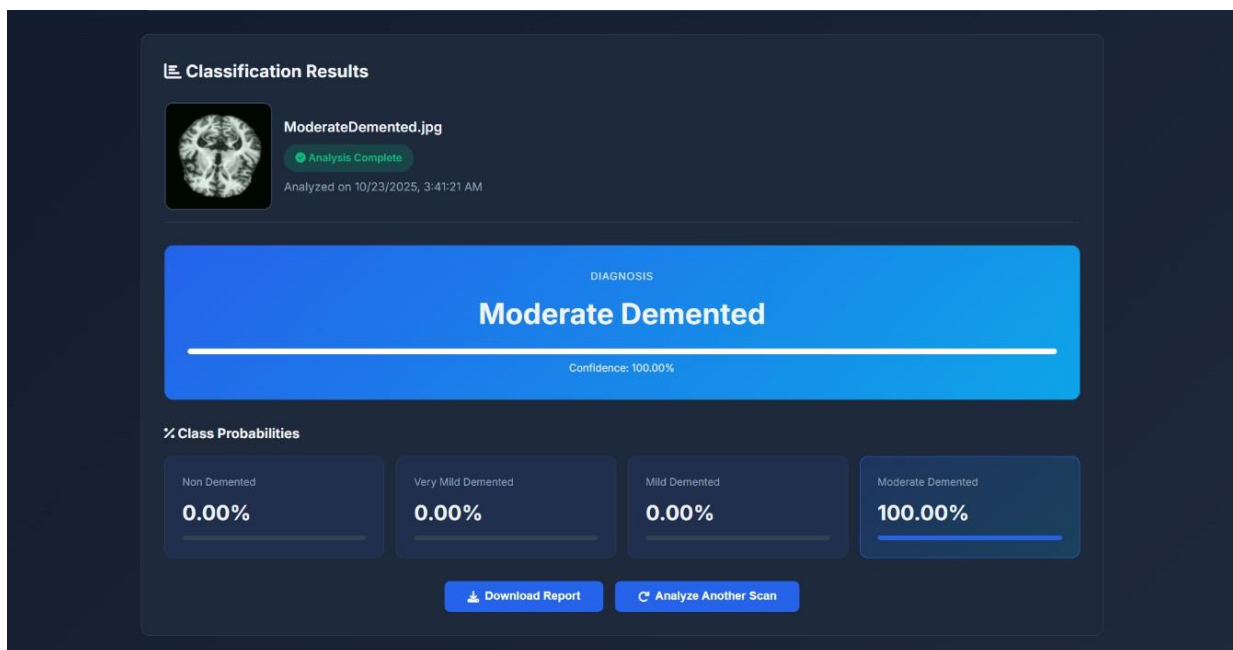 Classification Results
ModerateDemented.jpg
Analysis Complete
Analyzed on 10/23/2025, 3:41:21 AM
DIAGNOSIS
Moderate Demented
Confidence: 100.00%
Class Probabilities
Non Demented
0.00%
Very Mild Demented
0.00%
Mild Demented
0.00%
Moderate Demented
100.00%
Download Report
Analyze Another Scan